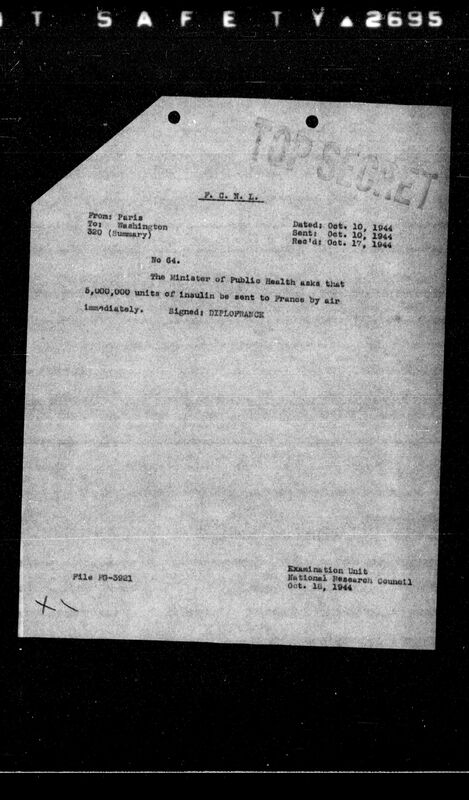 T SAFETY▲2695
TOP SECRET
F. C. N. L.
From: Paris
To: Washington
320 (Summary)
Dated: Oct. 10, 1944
Sent: Oct. 10, 1944
Rec'd: Oct. 17, 1944
No 64.
The Minister of Public Health asks that
5,000,000 units of insulin be sent to France by air
immediately. Signed: DIPLOFRANCE
File FG-3921
Examination Unit
National Research Council
Oct. 18, 1944